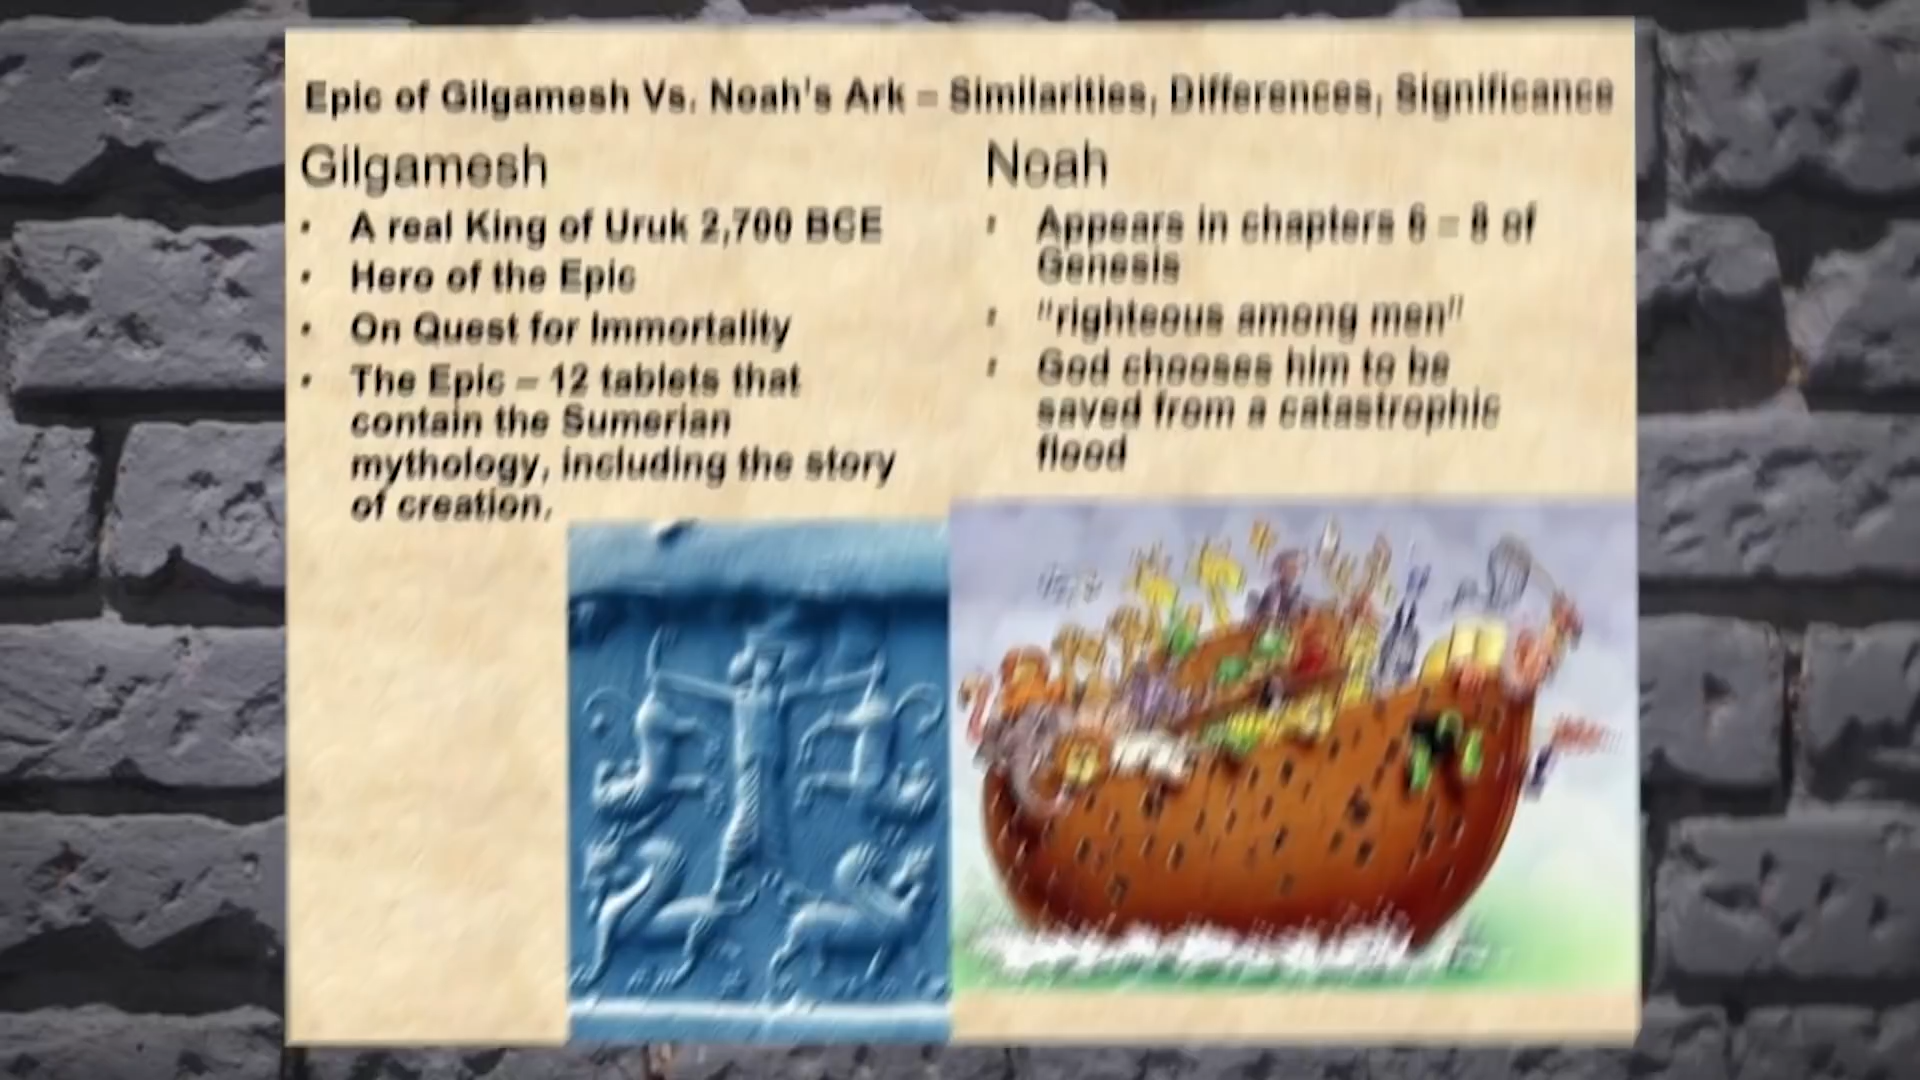 Epic of Gilgamesh Vs. Noah's Ark – Similarities, Differences, Significance
Gilgamesh
• A real King of Uruk 2,700 BCE
• Hero of the Epic
• On Quest for Immortality
• The Epic – 12 tablets that
contain the Sumerian
mythology, including the story
of creation.
Noah
• Appears in chapters 6 – 8 of
Genesis
• "righteous among men"
• God chooses him to be
saved from a catastrophic
flood